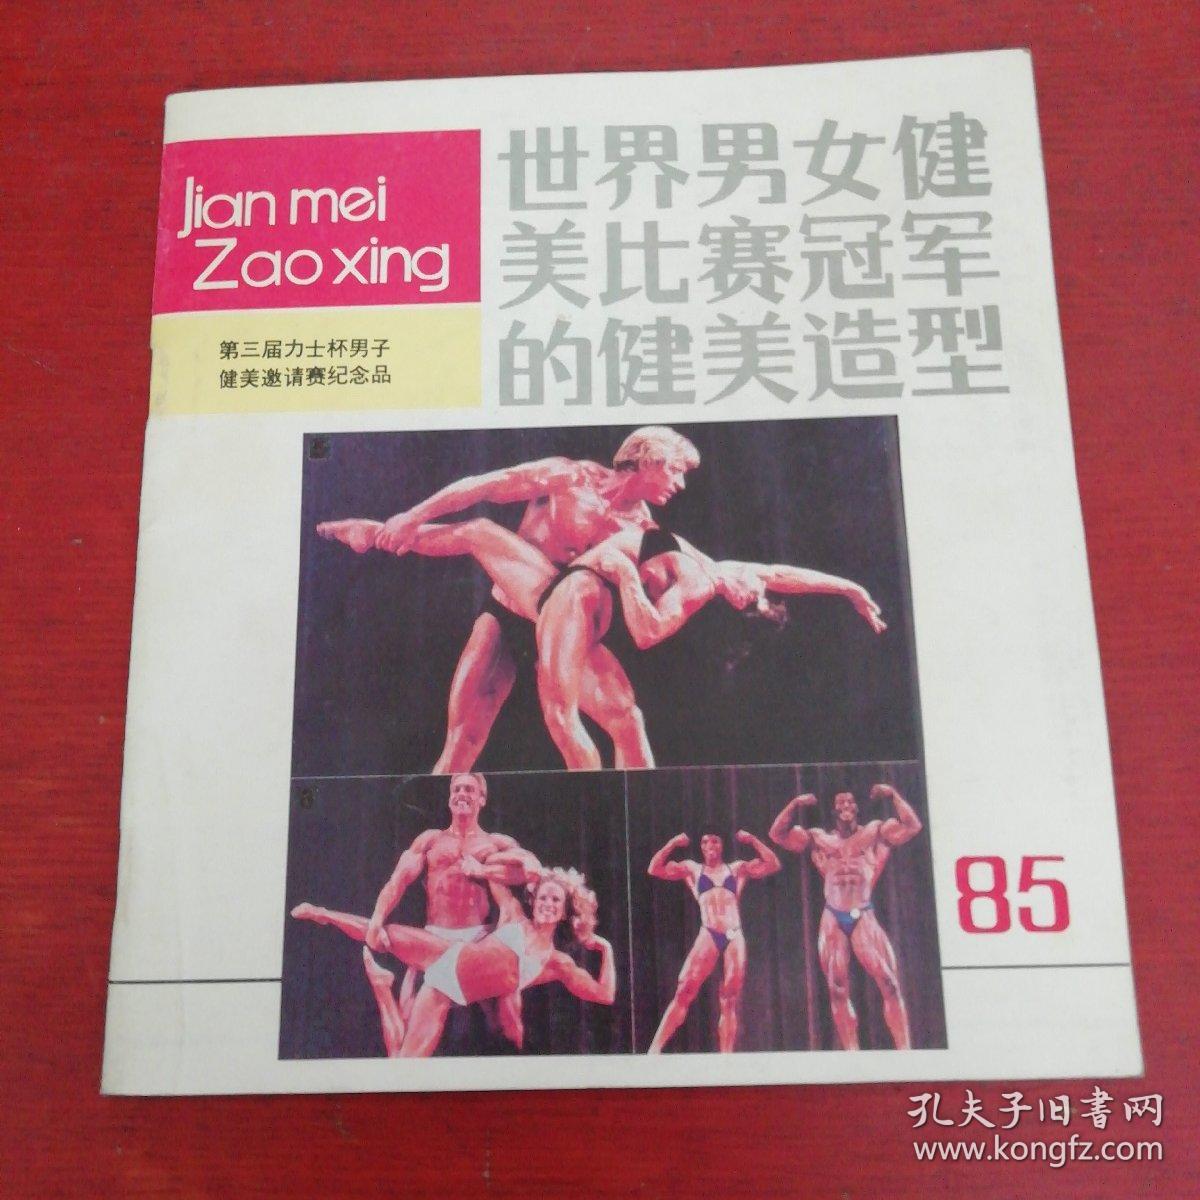 Jian mei
Zao xing
第三届力士杯男子
健美邀请赛纪念品
世界男女健
美比赛冠军
的健美造型
85
孔夫子旧書网
www.kongfz.com